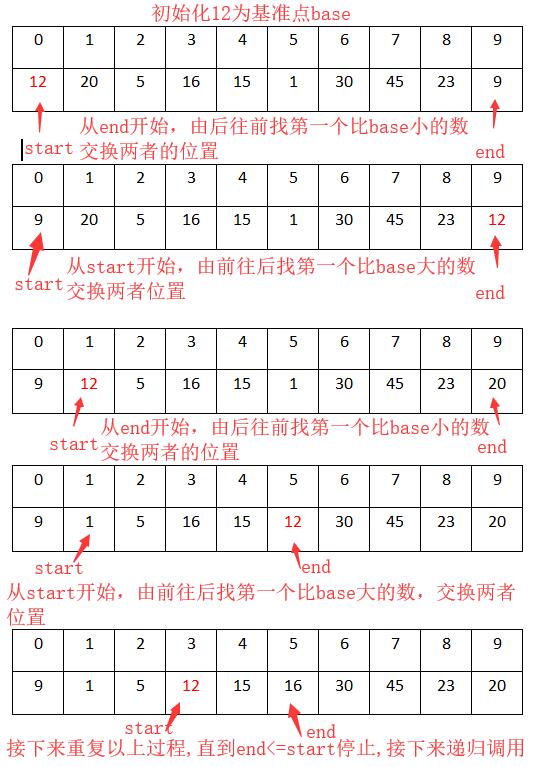 初始化12为基准点base
0 1 2 3 4 5 6 7 8 9
12 20 5 16 15 1 30 45 23 9
从end开始，由后往前找第一个比base小的数
start 交换两者的位置 end
0 1 2 3 4 5 6 7 8 9
9 20 5 16 15 1 30 45 23 12
从start开始，由前往后找第一个比base大的数
start 交换两者位置 end
0 1 2 3 4 5 6 7 8 9
9 12 5 16 15 1 30 45 23 20
从end开始，由后往前找第一个比base小的数
start 交换两者的位置 end
0 1 2 3 4 5 6 7 8 9
9 1 5 16 15 12 30 45 23 20
start end
从start开始，由前往后找第一个比base大的数，交换两者
位置
0 1 2 3 4 5 6 7 8 9
9 1 5 12 15 16 30 45 23 20
start end
接下来重复以上过程,直到end<=start停止,接下来递归调用